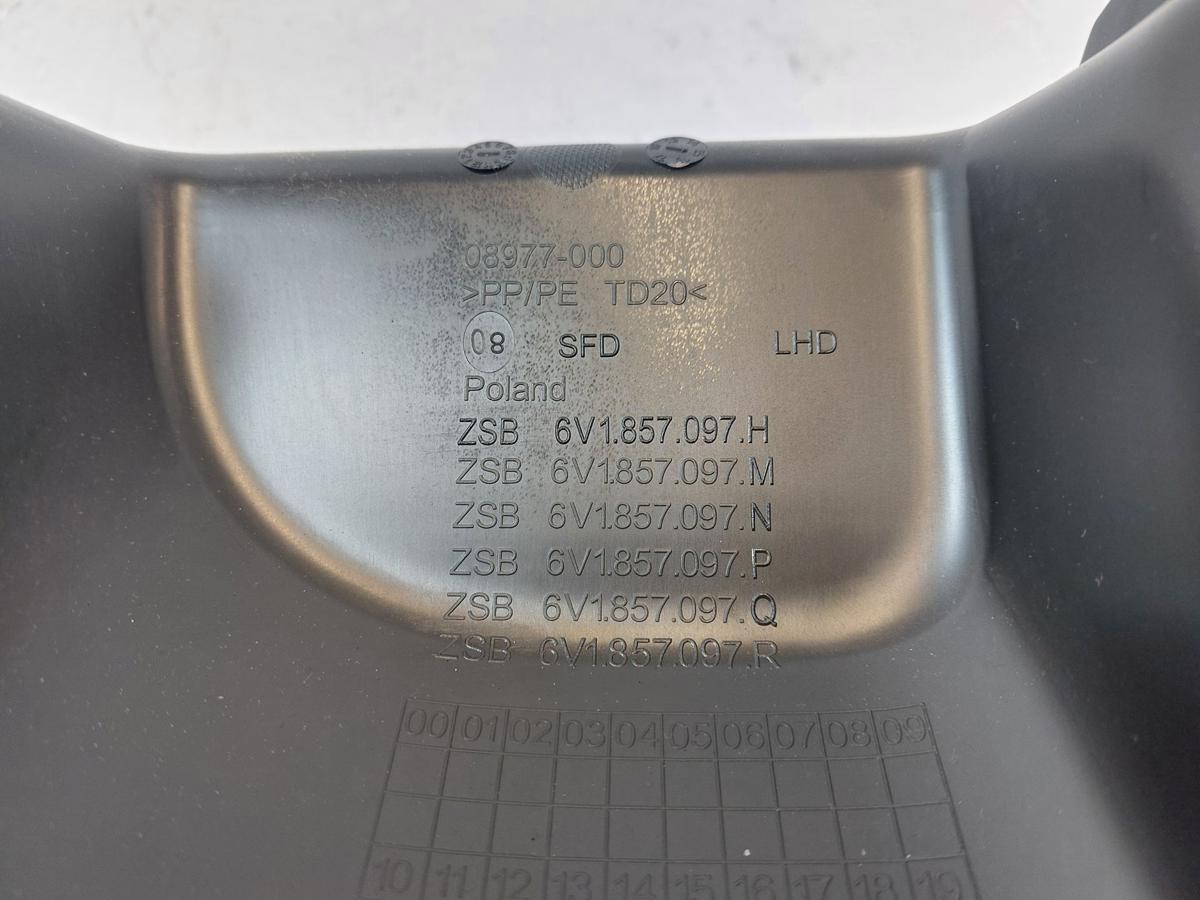 08977-000
>PP/PE TD20<
08 SFD LHD
Poland
ZSB 6V1.857.097.H
ZSB 6V1.857.097.M
ZSB 6V1.857.097.N
ZSB 6V1.857.097.P
ZSB 6V1.857.097.Q
ZSB 6V1.857.097.R
00 01 02 03 04 05 06 07 08 09
10 11 12 13 14 15 16 17 18 19